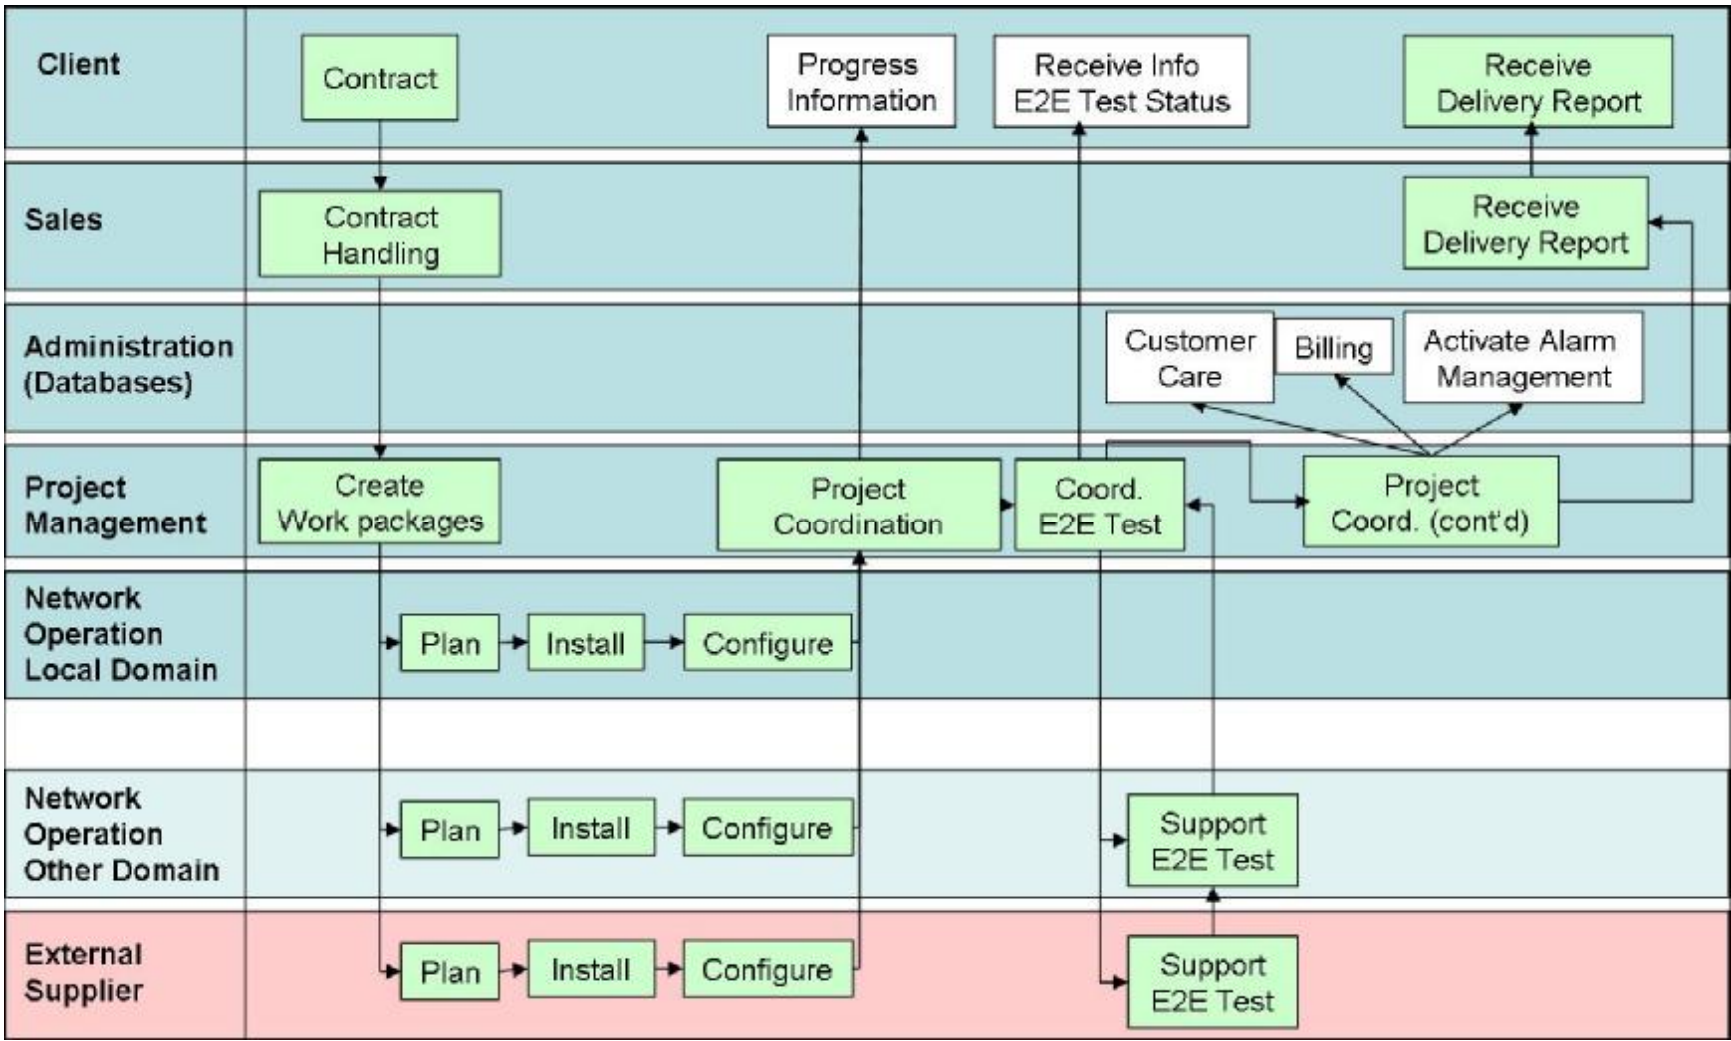 Client
Contract
Progress
Information
Receive Info
E2E Test Status
Receive
Delivery Report
Sales
Contract
Handling
Receive
Delivery Report
Administration
(Databases)
Customer
Care
Billing
Activate Alarm
Management
Project
Management
Create
Work packages
Project
Coordination
Coord.
E2E Test
Project
Coord. (cont'd)
Network
Operation
Local Domain
Plan
Install
Configure
Network
Operation
Other Domain
Plan
Install
Configure
Support
E2E Test
External
Supplier
Plan
Install
Configure
Support
E2E Test